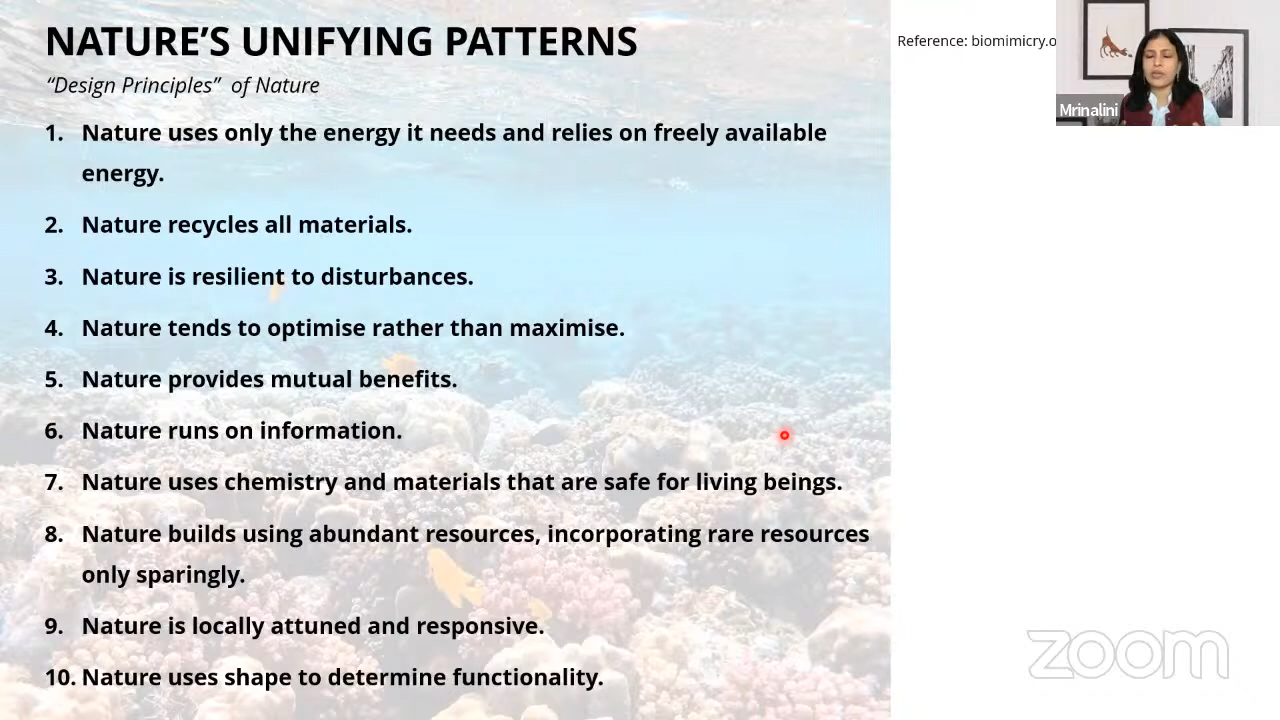 NATURE'S UNIFYING PATTERNS
"Design Principles" of Nature
1. Nature uses only the energy it needs and relies on freely available
energy.
2. Nature recycles all materials.
3. Nature is resilient to disturbances.
4. Nature tends to optimise rather than maximise.
5. Nature provides mutual benefits.
6. Nature runs on information.
7. Nature uses chemistry and materials that are safe for living beings.
8. Nature builds using abundant resources, incorporating rare resources
only sparingly.
9. Nature is locally attuned and responsive.
10. Nature uses shape to determine functionality.
Reference: biomimicry.o
Mrinalini
zoom